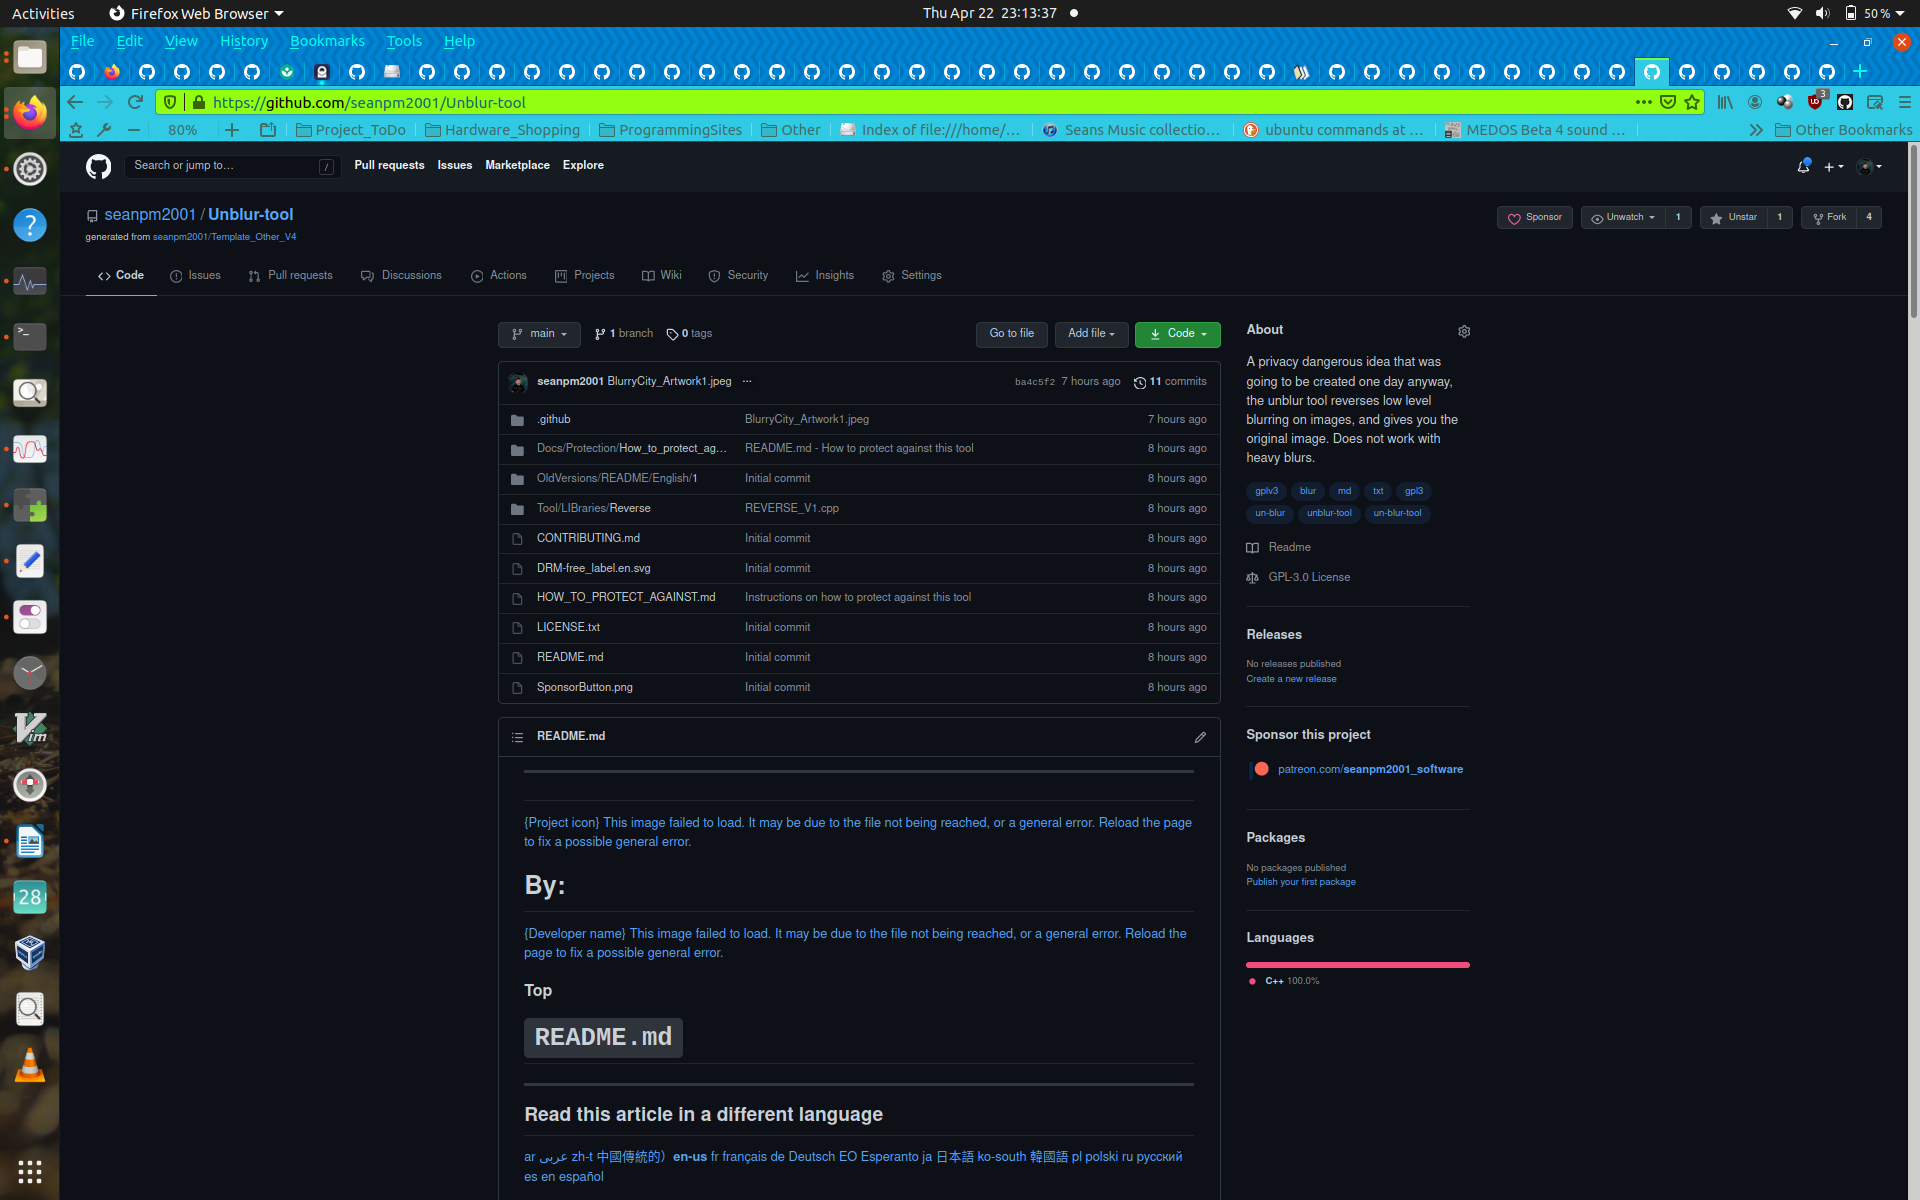 Activities
Firefox Web Browser
Thu Apr 22 23:13:37
50 %
File Edit View History Bookmarks Tools Help
https://github.com/seanpm2001/Unblur-tool
3
80%
Project_ToDo
Hardware_Shopping
ProgrammingSites
Other
Index of file:///home/...
Seans Music collectio...
ubuntu commands at ...
MEDOS Beta 4 sound ...
Other Bookmarks
Search or jump to...
/
Pull requests
Issues
Marketplace
Explore
seanpm2001 / Unblur-tool
generated from seanpm2001/Template_Other_V4
Sponsor
Unwatch 1
Unstar 1
Fork 4
Code
Issues
Pull requests
Discussions
Actions
Projects
Wiki
Security
Insights
Settings
main
1 branch
0 tags
Go to file
Add file
Code
seanpm2001 BlurryCity_Artwork1.jpeg ...
ba4c5f2 7 hours ago
11 commits
.github BlurryCity_Artwork1.jpeg 7 hours ago
Docs/Protection/How_to_protect_ag... README.md - How to protect against this tool 8 hours ago
OldVersions/README/English/1 Initial commit 8 hours ago
Tool/LIBraries/Reverse REVERSE_V1.cpp 8 hours ago
CONTRIBUTING.md Initial commit 8 hours ago
DRM-free_label.en.svg Initial commit 8 hours ago
HOW_TO_PROTECT_AGAINST.md Instructions on how to protect against this tool 8 hours ago
LICENSE.txt Initial commit 8 hours ago
README.md Initial commit 8 hours ago
SponsorButton.png Initial commit 8 hours ago
README.md
{Project icon} This image failed to load. It may be due to the file not being reached, or a general error. Reload the page
to fix a possible general error.
By:
{Developer name} This image failed to load. It may be due to the file not being reached, or a general error. Reload the
page to fix a possible general error.
Top
README.md
Read this article in a different language
ar عربى zh-t 中國傳統的）en-us fr français de Deutsch EO Esperanto ja 日本語 ko-south 韓國語 pl polski ru русский
es en español
About
A privacy dangerous idea that was
going to be created one day anyway,
the unblur tool reverses low level
blurring on images, and gives you the
original image. Does not work with
heavy blurs.
gplv3 blur md txt gpl3
un-blur unblur-tool un-blur-tool
Readme
GPL-3.0 License
Releases
No releases published
Create a new release
Sponsor this project
patreon.com/seanpm2001_software
Packages
No packages published
Publish your first package
Languages
C++ 100.0%
28
VIM